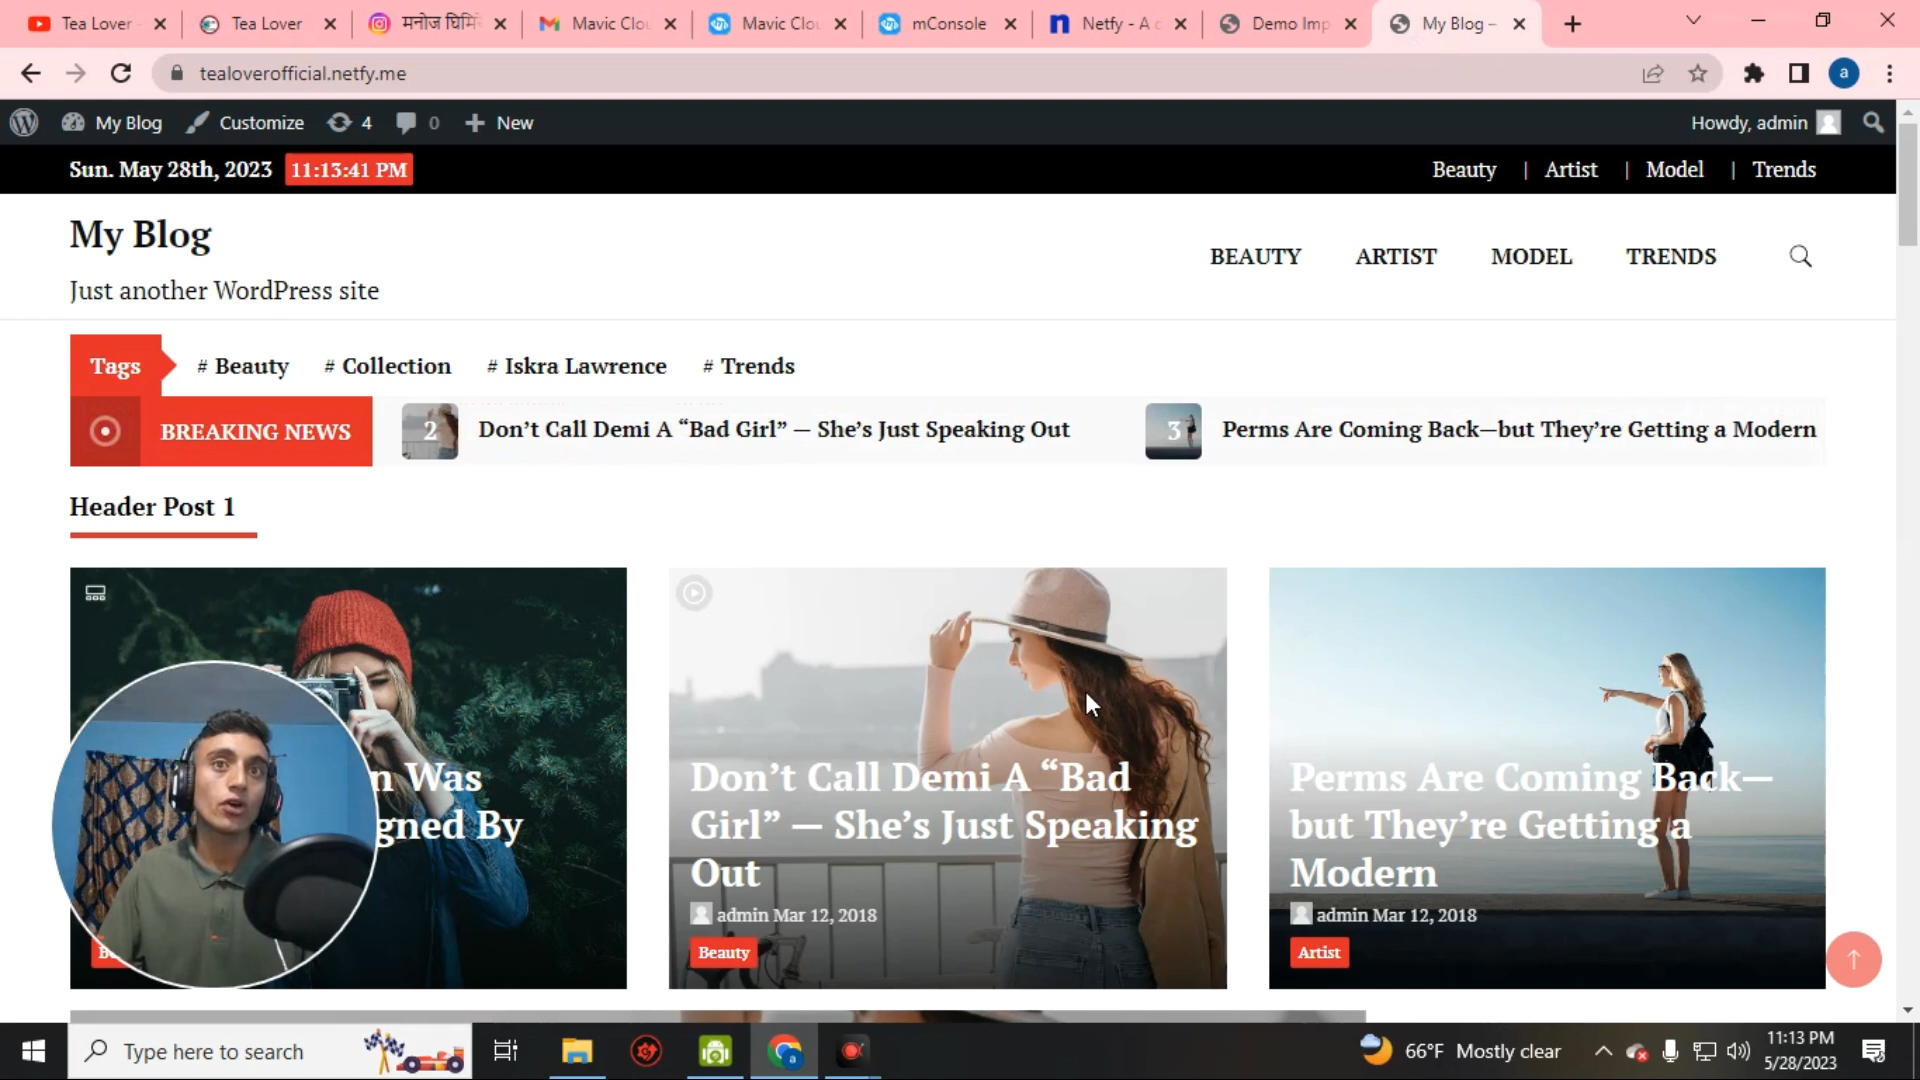 Tea Lover
Tea Lover
मनोज घिमि
Mavic Clou
Mavic Clou
mConsole
Netfy - A c
Demo Imp
My Blog –
tealoverofficial.netfy.me
a
My Blog
Customize
4
0
New
Howdy, admin
Sun. May 28th, 2023
11:13:41 PM
Beauty | Artist | Model | Trends
My Blog
Just another WordPress site
BEAUTY
ARTIST
MODEL
TRENDS
Tags
# Beauty
# Collection
# Iskra Lawrence
# Trends
BREAKING NEWS
2
Don’t Call Demi A “Bad Girl” — She’s Just Speaking Out
3
Perms Are Coming Back—but They’re Getting a Modern
Header Post 1
n Was
gned By
Don’t Call Demi A “Bad
Girl” — She’s Just Speaking
Out
admin Mar 12, 2018
Beauty
Perms Are Coming Back—
but They’re Getting a
Modern
admin Mar 12, 2018
Artist
Type here to search
66°F Mostly clear
11:13 PM
5/28/2023